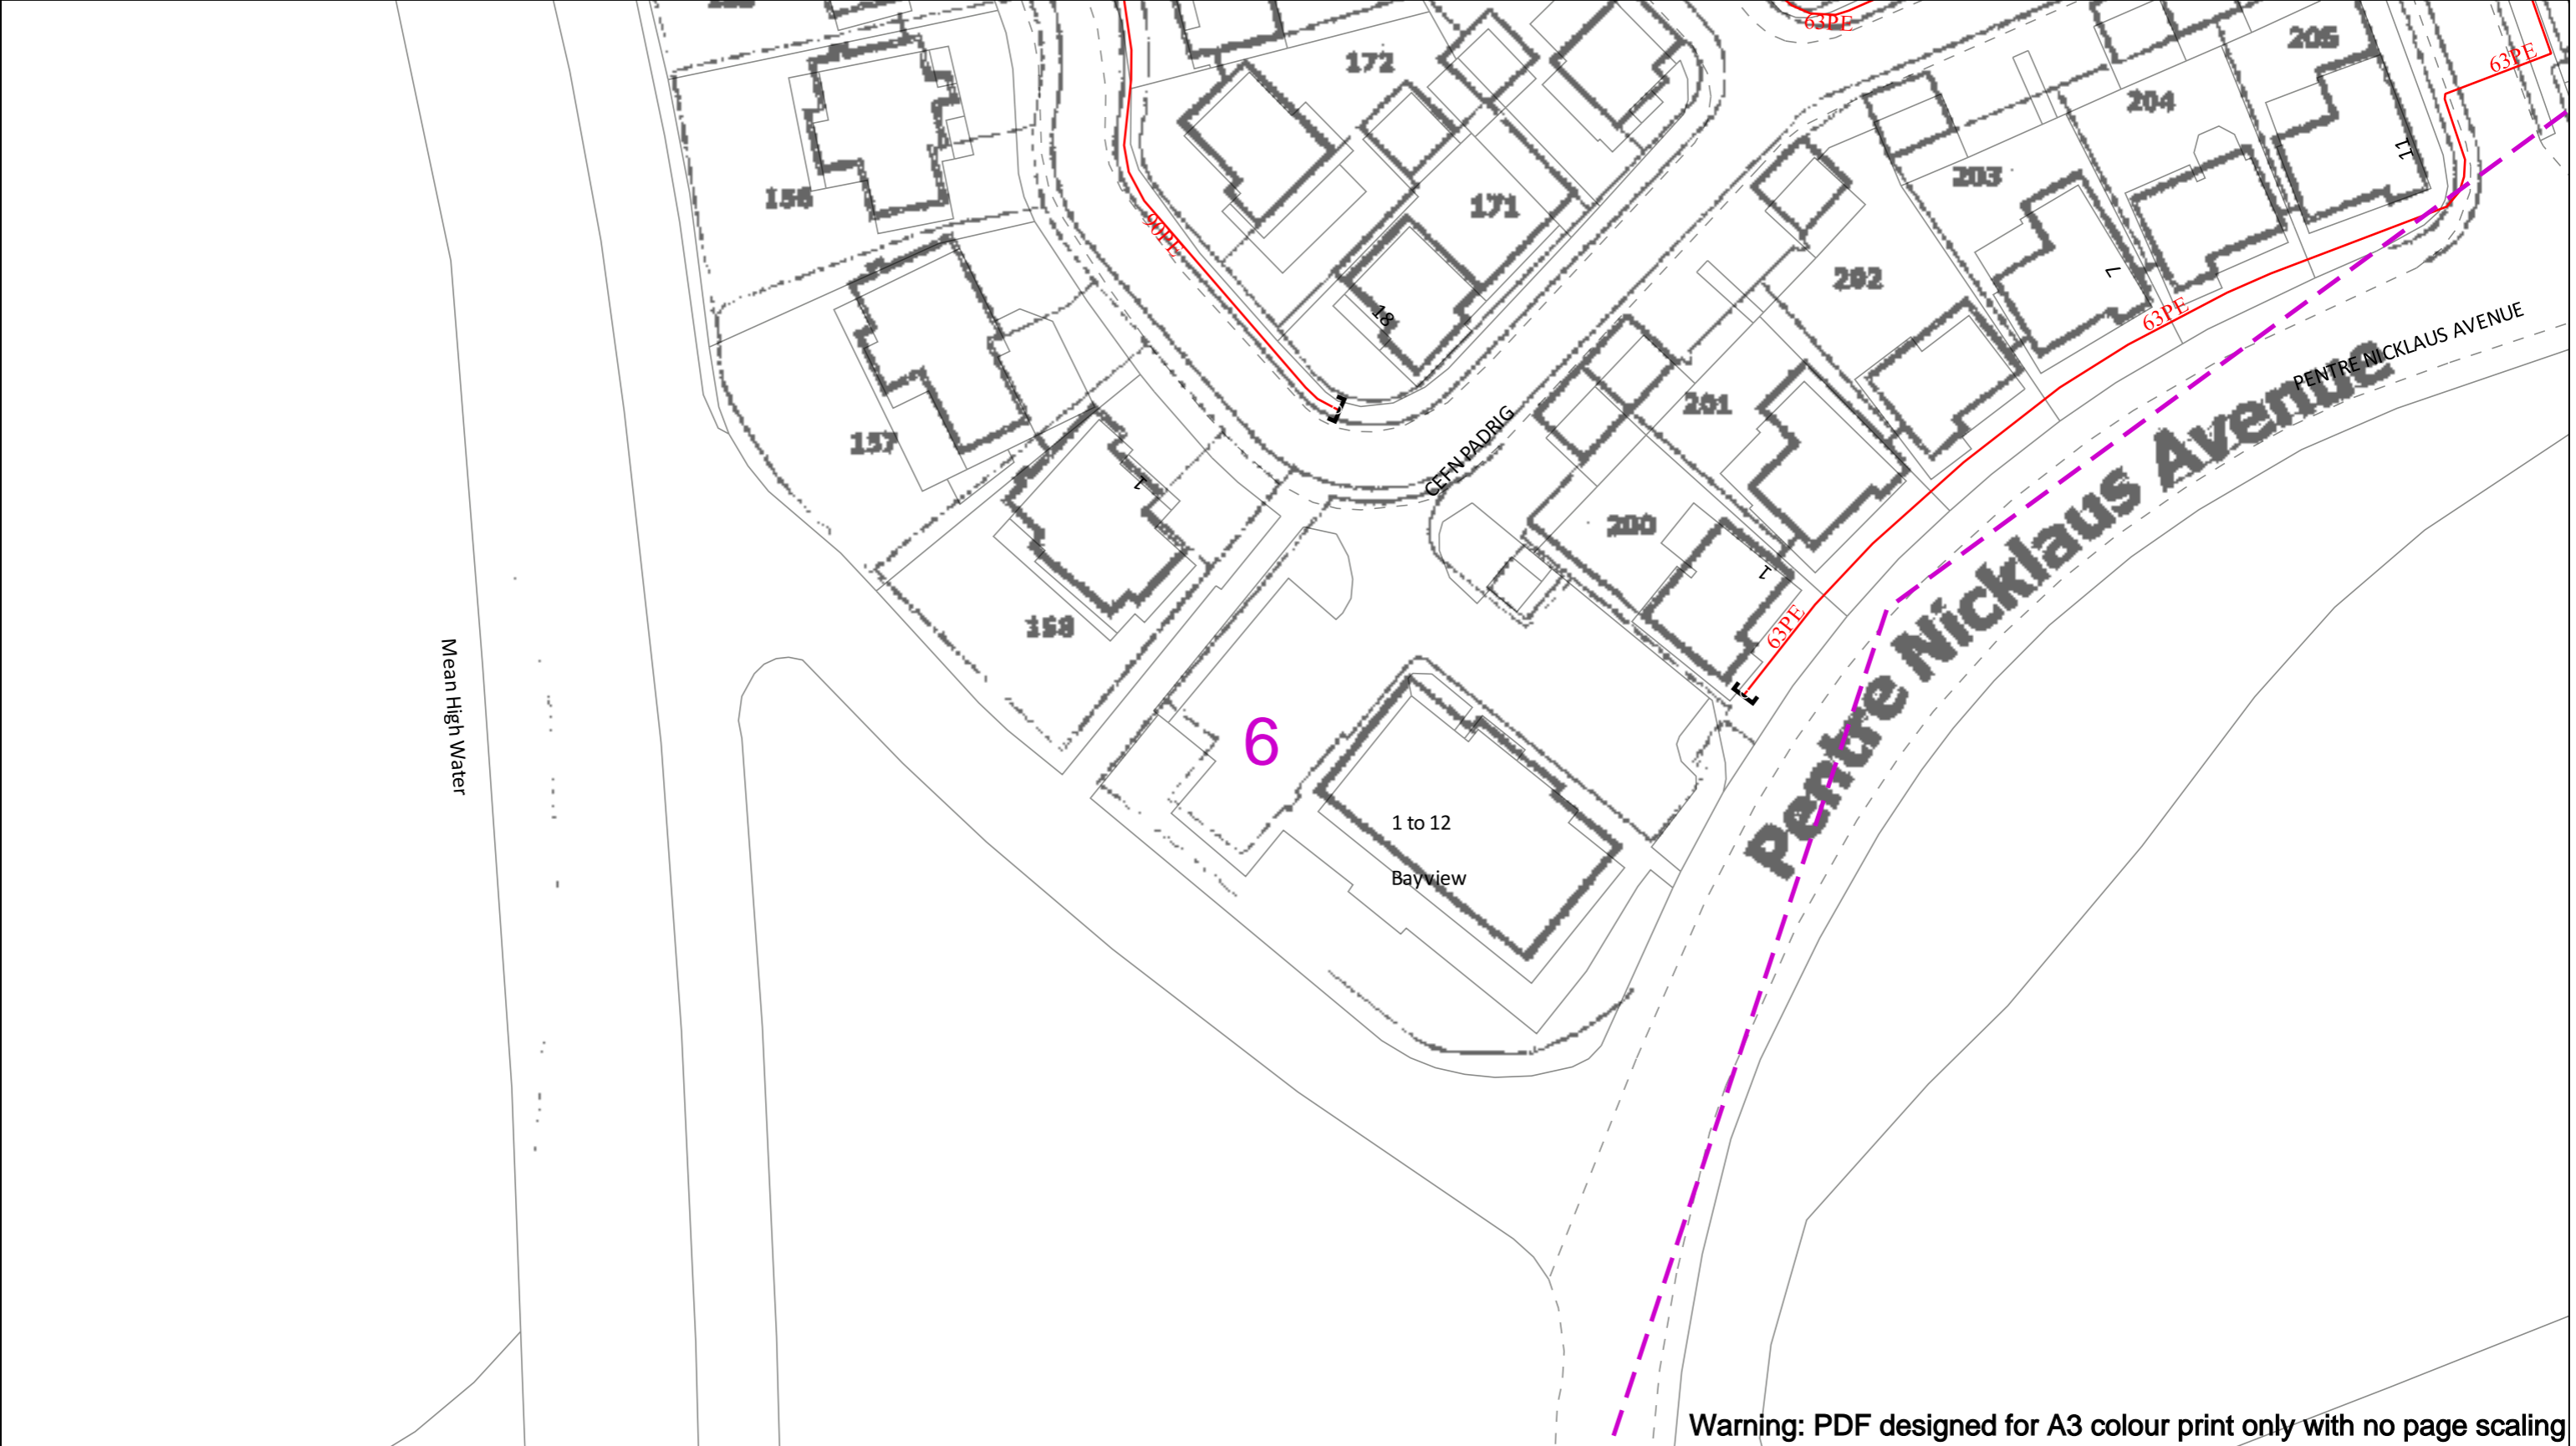 63PE
205
63PE
172
204
11
203
156
171
90PE
202
7
18
63PE
PENTRE NICKLAUS AVENUE
201
157
CEFN PADRIG
1
200
1
158
63PE
Pentre Nicklaus Avenue
Mean High Water
6
1 to 12
Bayview
Warning: PDF designed for A3 colour print only with no page scaling